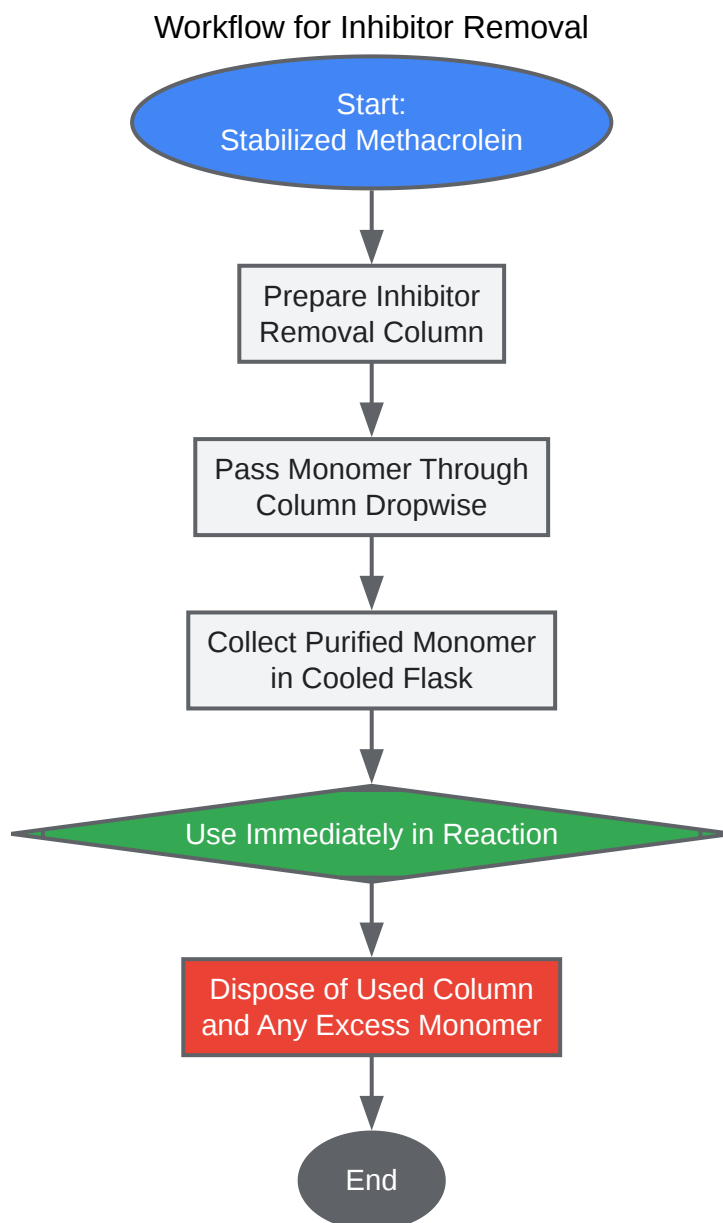 Workflow for Inhibitor Removal
Start:
Stabilized Methacrolein
Prepare Inhibitor
Removal Column
Pass Monomer Through
Column Dropwise
Collect Purified Monomer
in Cooled Flask
Use Immediately in Reaction
Dispose of Used Column
and Any Excess Monomer
End